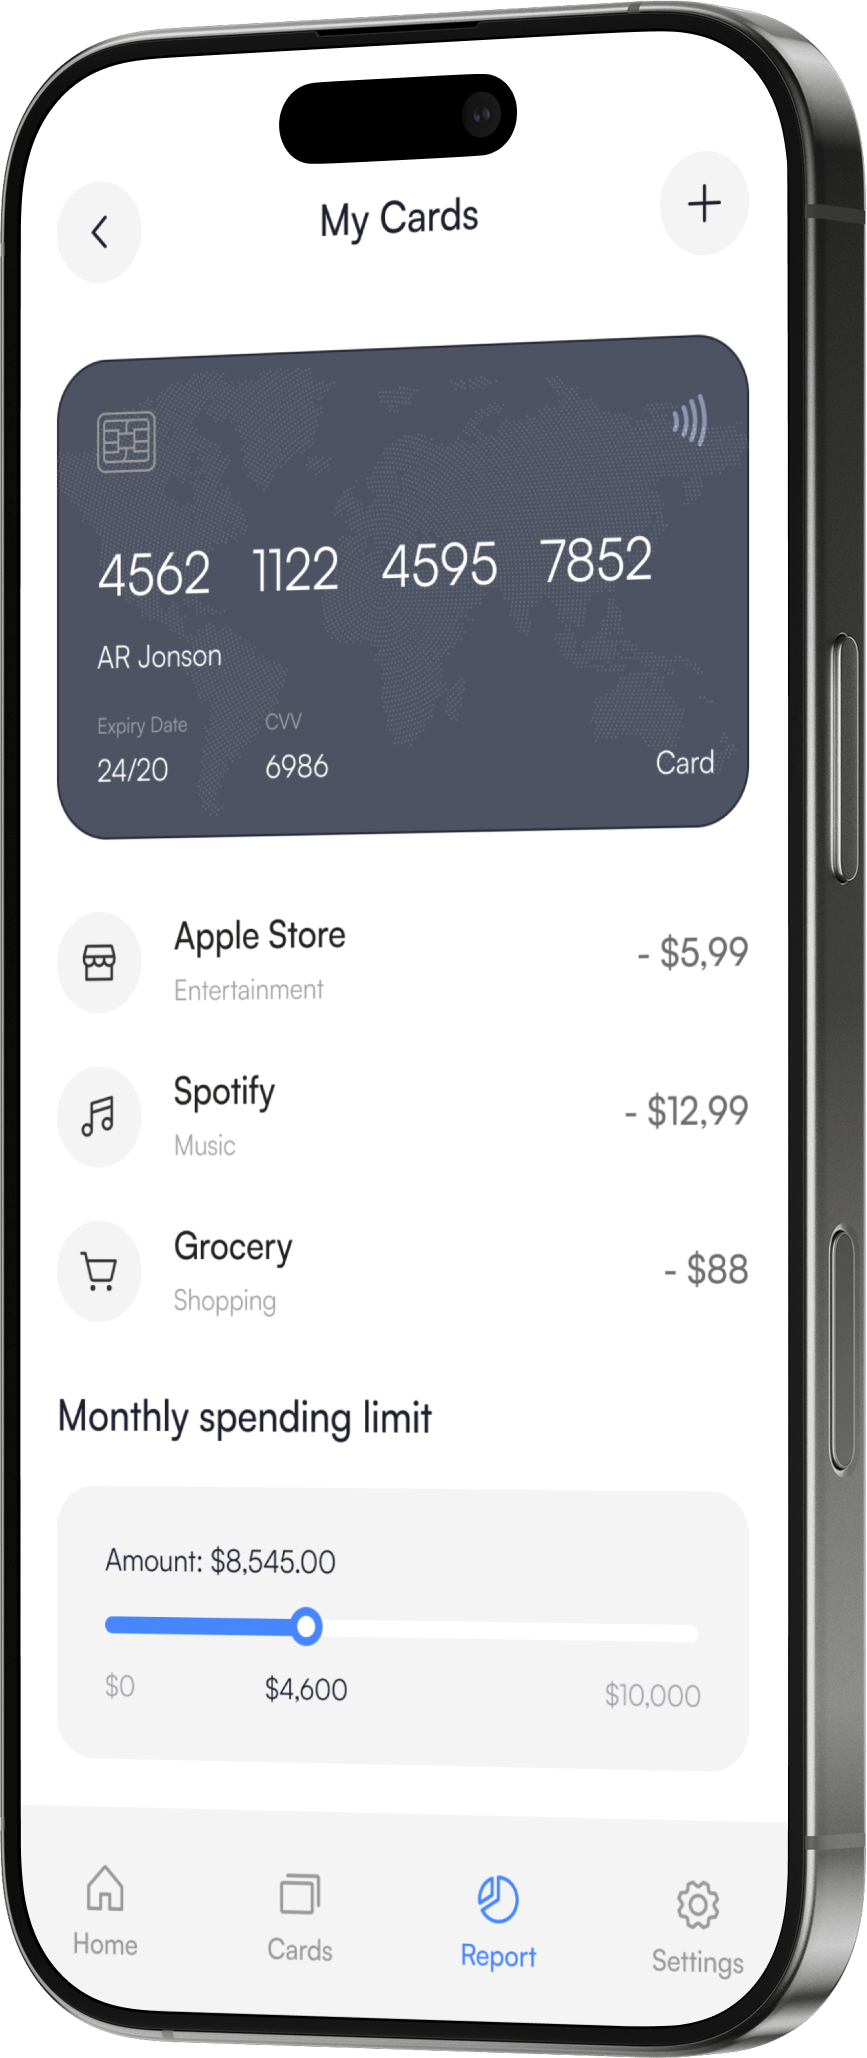 My Cards
4562 1122 4595 7852
AR Jonson
Expiry Date CVV
24/20 6986 Card
Apple Store
Entertainment
- $5,99
Spotify
Music
- $12,99
Grocery
Shopping
- $88
Monthly spending limit
Amount: $8,545.00
$0 $4,600 $10,000
Home Cards Report Settings